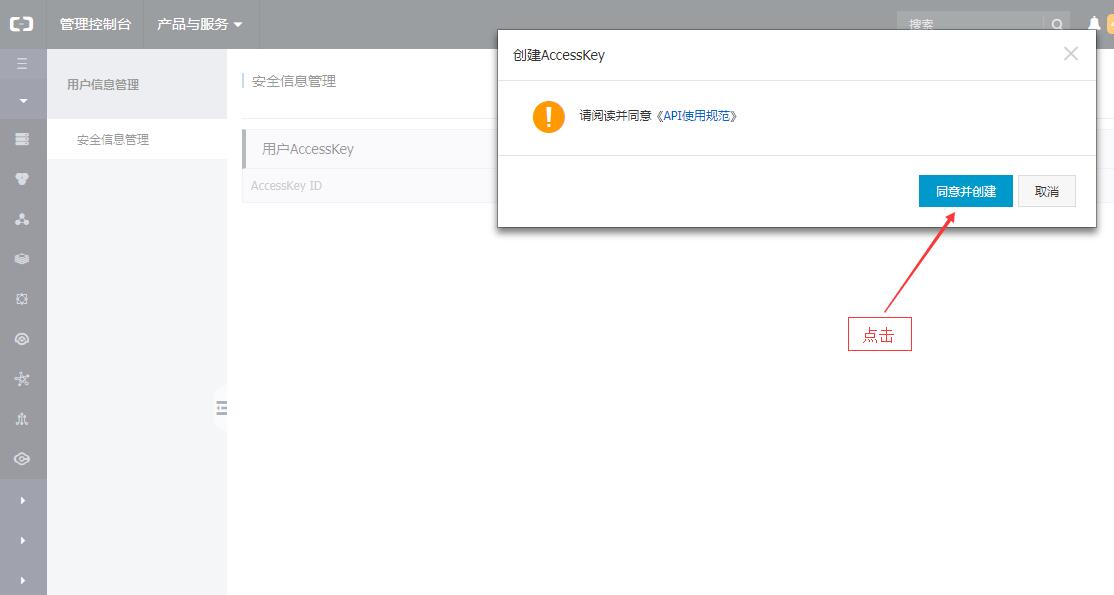 管理控制台
产品与服务
搜索
用户信息管理
安全信息管理
安全信息管理
用户AccessKey
AccessKey ID
创建AccessKey
请阅读并同意《API使用规范》
同意并创建
取消
点击